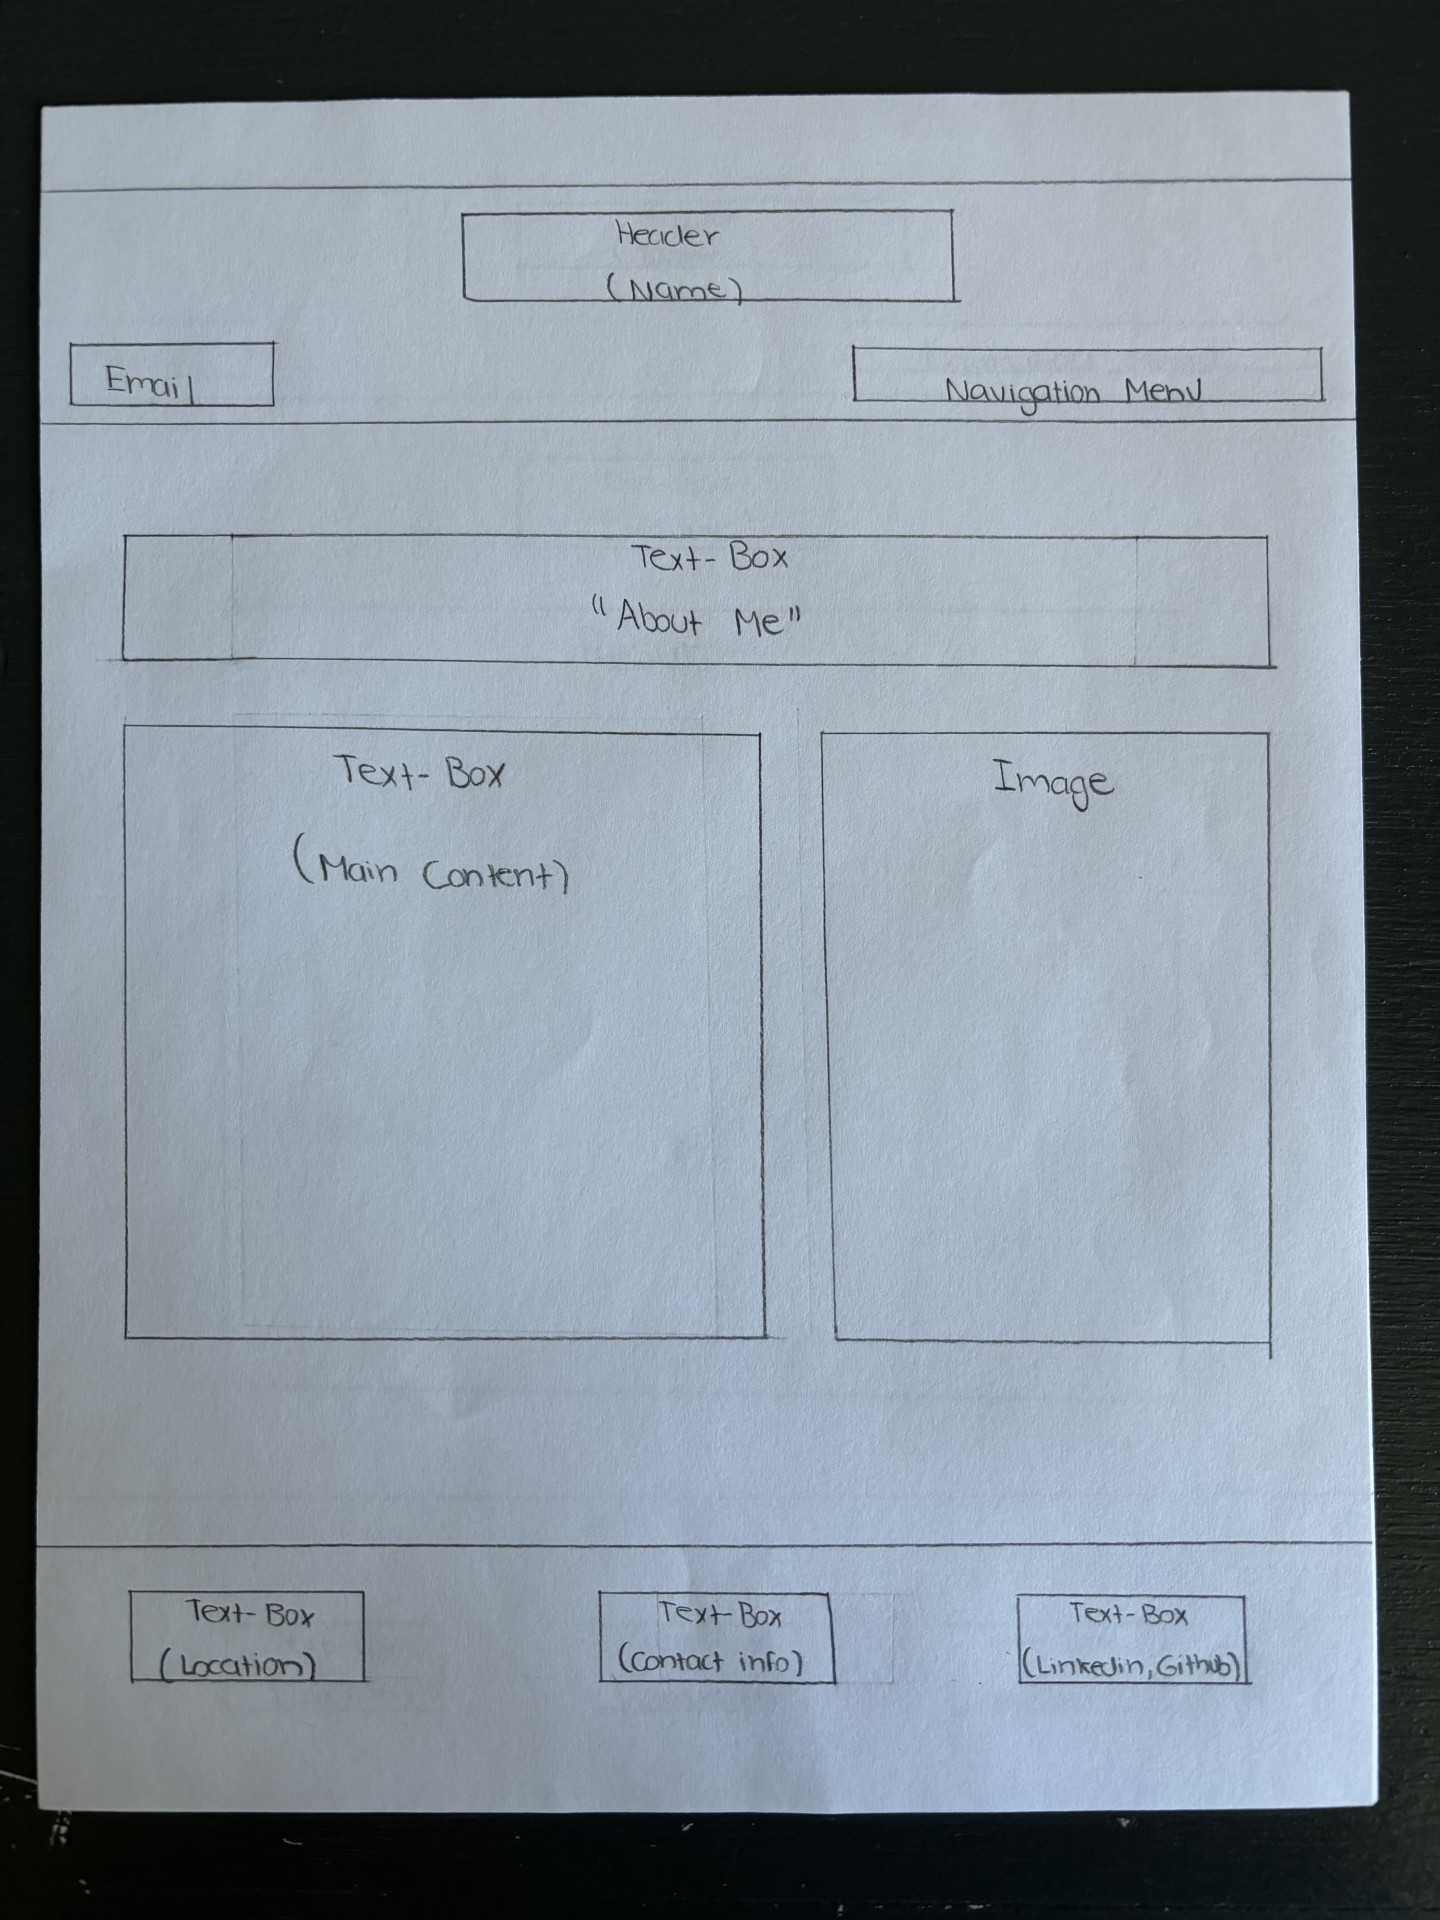 Header
(Name)
Email
Navigation Menu
Text-Box
"About Me"
Text-Box
(Main Content)
Image
Text-Box
(Location)
Text-Box
(Contact info)
Text-Box
(Linkedin, Github)